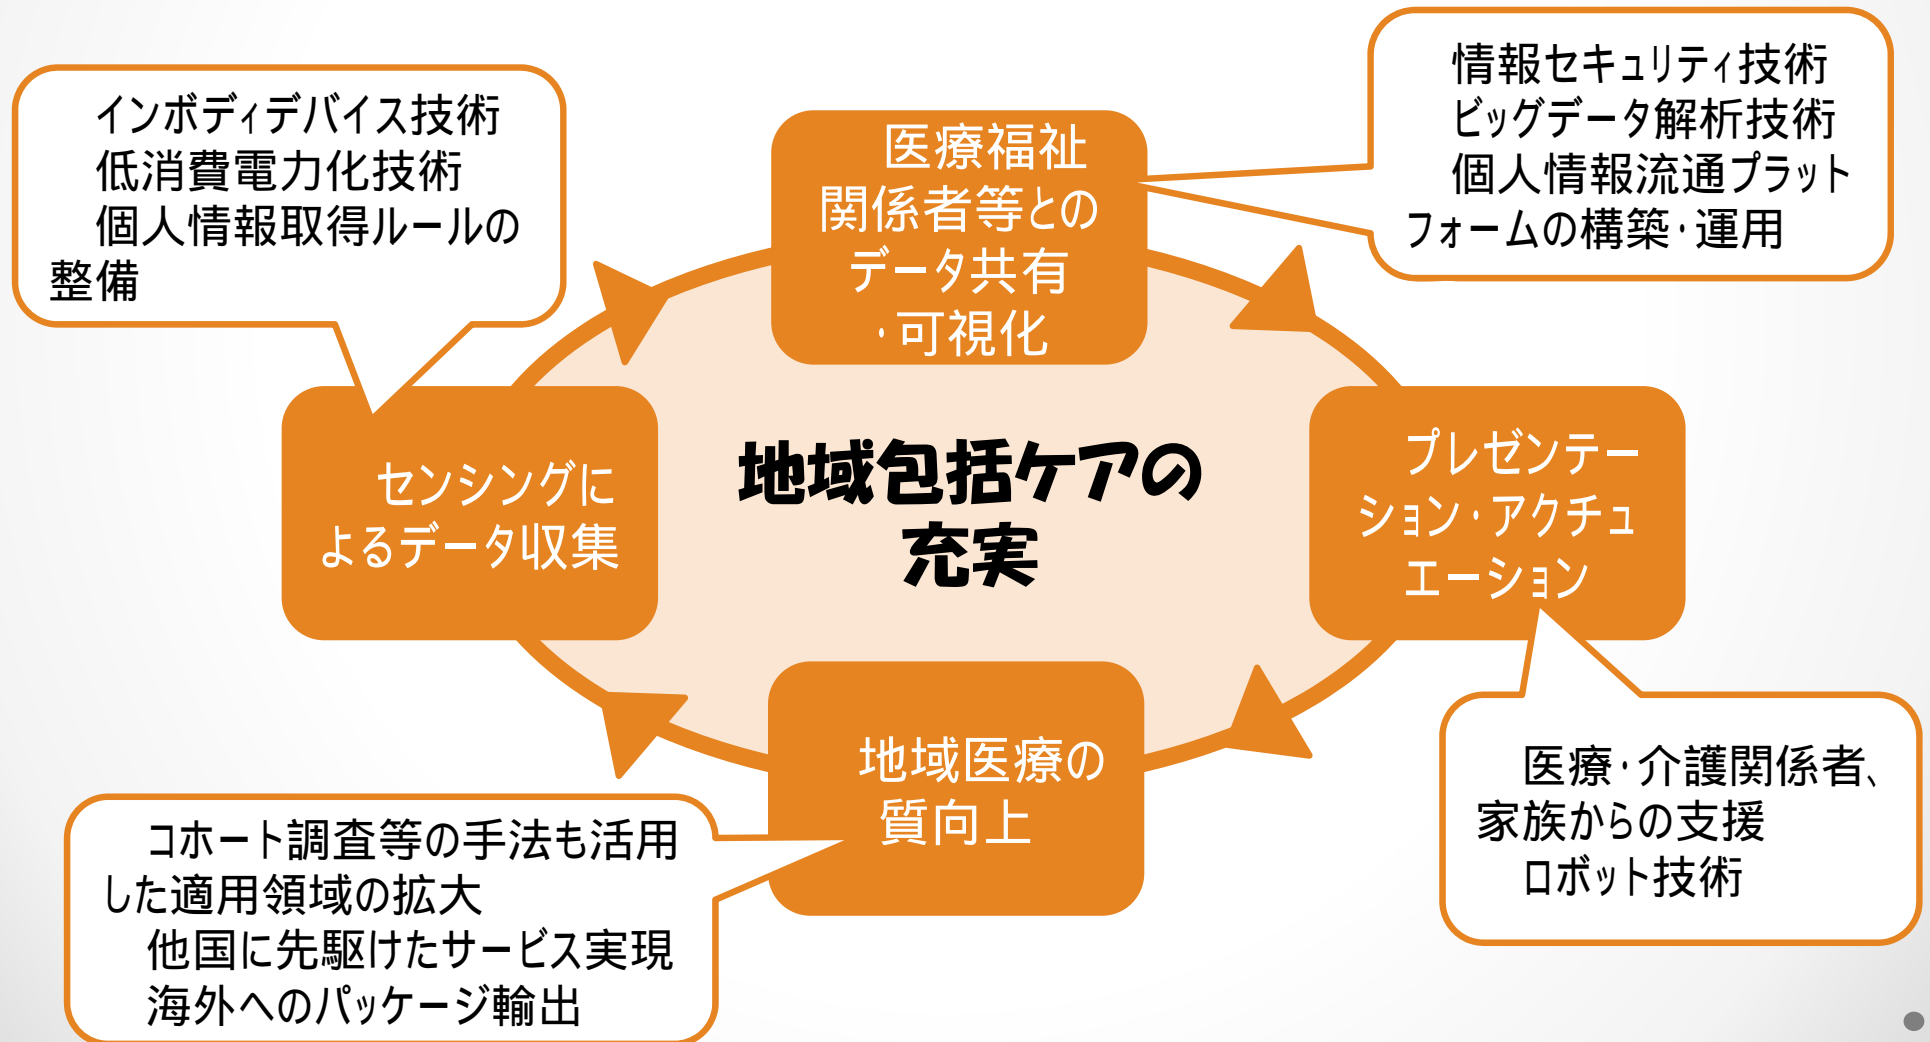 インボディデバイス技術
低消費電力化技術
個人情報取得ルールの
整備
医療福祉
関係者等との
データ共有
・可視化
情報セキュリティ技術
ビッグデータ解析技術
個人情報流通プラット
フォームの構築・運用
センシングに
よるデータ収集
地域包括ケアの
充実
プレゼンテー
ション・アクチュ
エーション
地域医療の
質向上
コホート調査等の手法も活用
した適用領域の拡大
他国に先駆けたサービス実現
海外へのパッケージ輸出
医療・介護関係者、
家族からの支援
ロボット技術